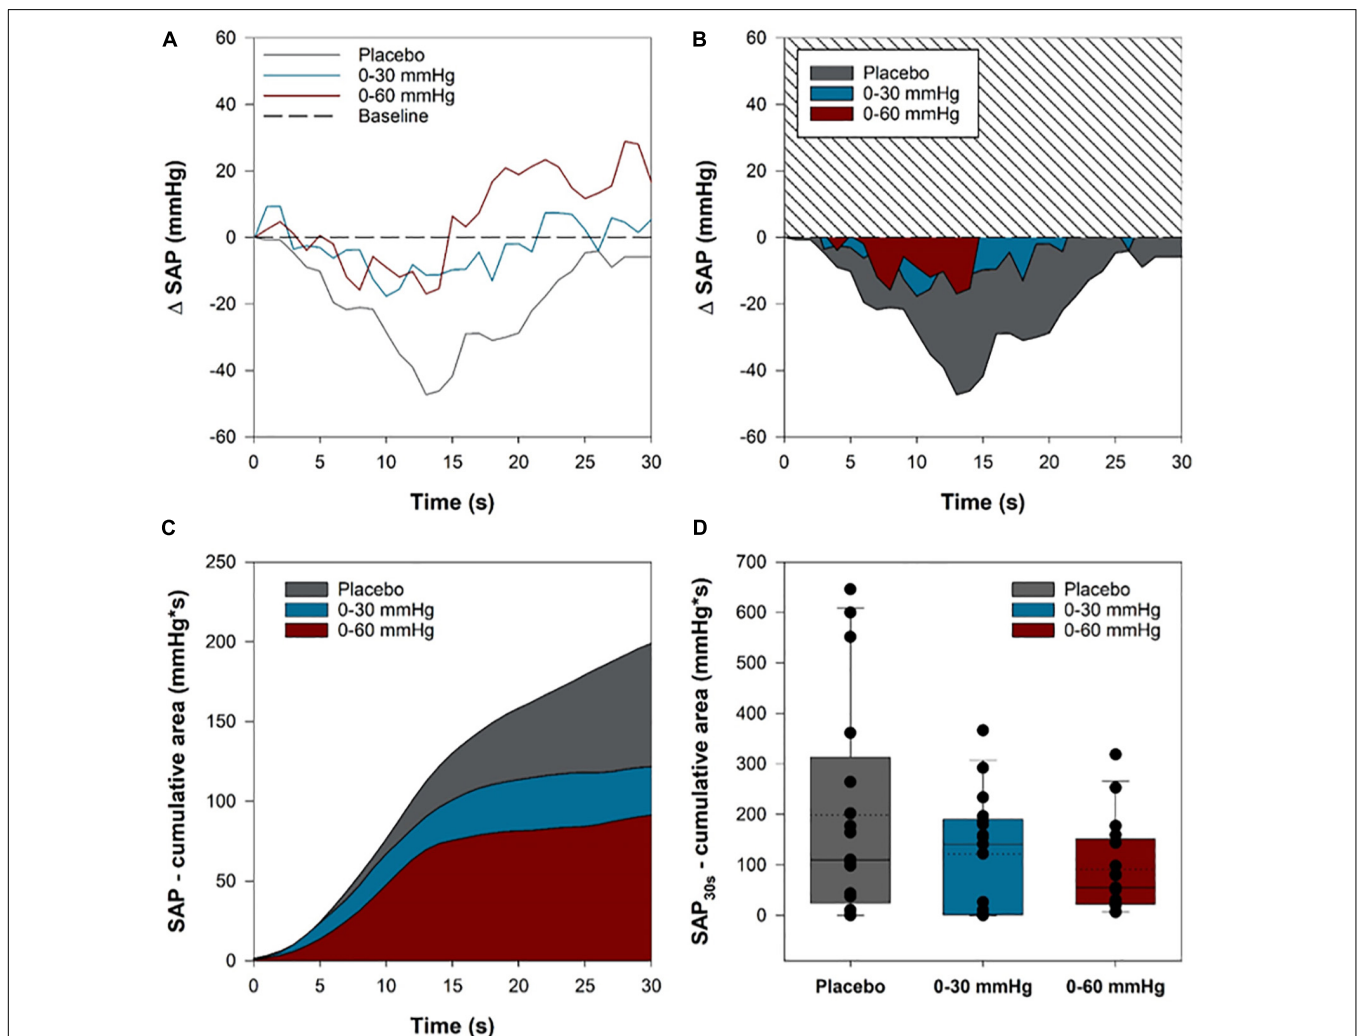 A
60
40
20
0
-20
-40
-60
Δ SAP (mmHg)
Placebo
0-30 mmHg
0-60 mmHg
Baseline
0 5 10 15 20 25 30
Time (s)
B
60
40
20
0
-20
-40
-60
Δ SAP (mmHg)
Placebo
0-30 mmHg
0-60 mmHg
0 5 10 15 20 25 30
Time (s)
C
250
200
150
100
50
0
SAP - cumulative area (mmHg*s)
Placebo
0-30 mmHg
0-60 mmHg
0 5 10 15 20 25 30
Time (s)
D
700
600
500
400
300
200
100
0
SAP30s - cumulative area (mmHg*s)
Placebo
0-30 mmHg
0-60 mmHg
Placebo 0-30 mmHg 0-60 mmHg